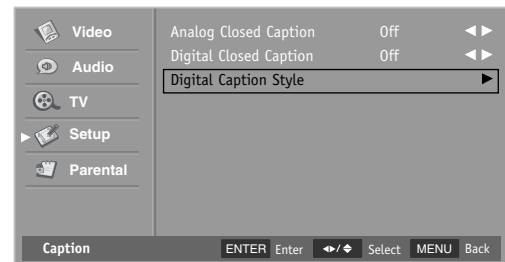 Video
Audio
TV
Setup
Parental
Analog Closed Caption Off
Digital Closed Caption Off
Digital Caption Style
Caption ENTER Enter Select MENU Back